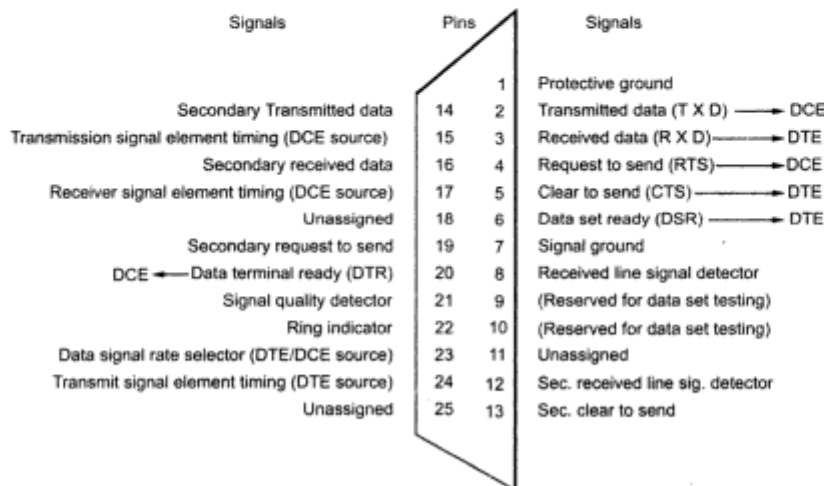 Signals Pins Signals
1 Protective ground
Secondary Transmitted data 14 2 Transmitted data (T X D) DCE
Transmission signal element timing (DCE source) 15 3 Received data (R X D) DTE
Secondary received data 16 4 Request to send (RTS) DCE
Receiver signal element timing (DCE source) 17 5 Clear to send (CTS) DTE
Unassigned 18 6 Data set ready (DSR) DTE
Secondary request to send 19 7 Signal ground
DCE Data terminal ready (DTR) 20 8 Received line signal detector
Signal quality detector 21 9 (Reserved for data set testing)
Ring indicator 22 10 (Reserved for data set testing)
Data signal rate selector (DTE/DCE source) 23 11 Unassigned
Transmit signal element timing (DTE source) 24 12 Sec. received line sig. detector
Unassigned 25 13 Sec. clear to send